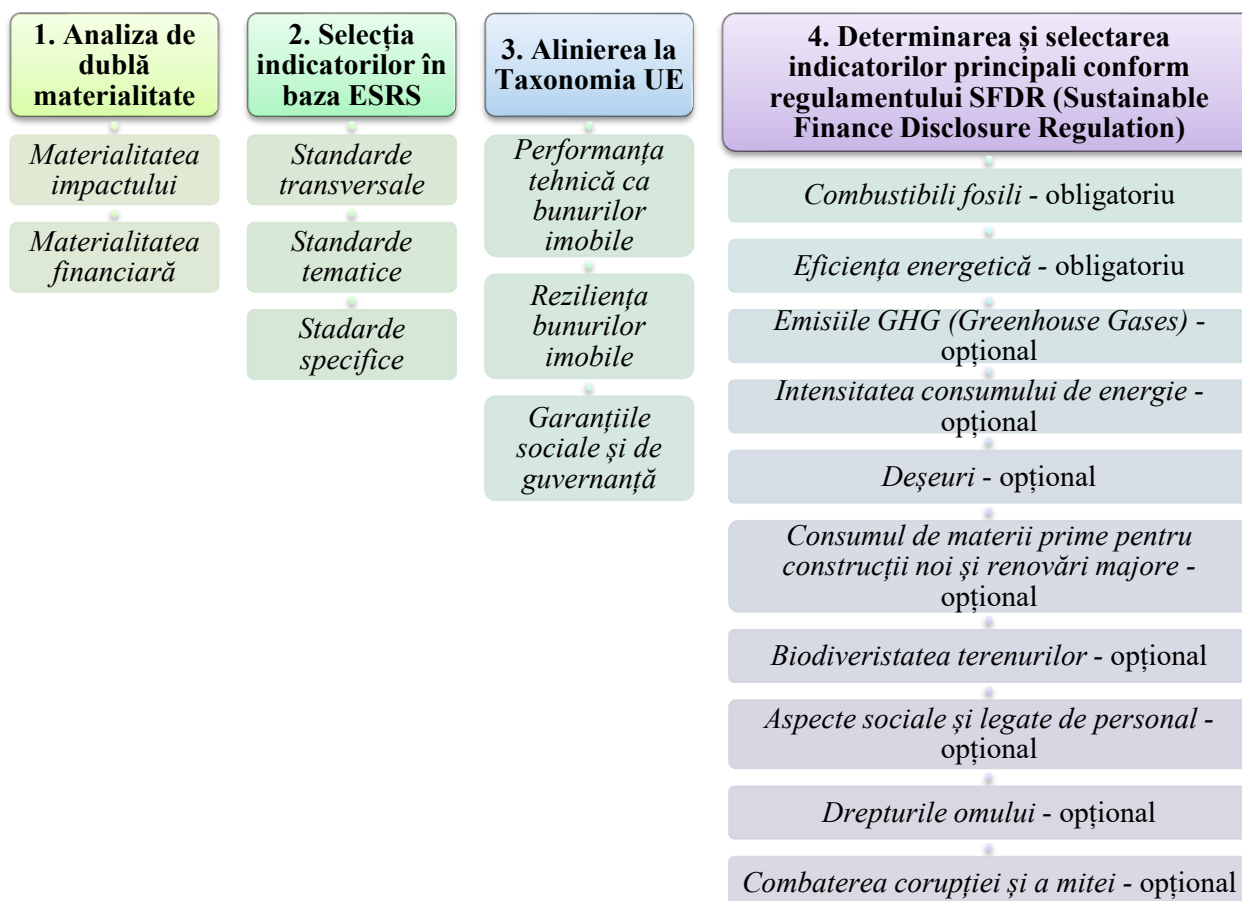 1. Analiza de
dublă
materialitate
Materialitatea
impactului
Materialitatea
financiară
2. Selecția
indicatorilor în
baza ESRS
Standarde
transversale
Standarde
tematice
Stadarde
specifice
3. Alinierea la
Taxonomia UE
Performanța
tehnică ca
bunurilor
imobile
Reziliența
bunurilor
imobile
Garanțiile
sociale și de
guvernanță
4. Determinarea și selectarea
indicatorilor principali conform
regulamentului SFDR (Sustainable
Finance Disclosure Regulation)
Combustibili fosili - obligatoriu
Eficiența energetică - obligatoriu
Emisiile GHG (Greenhouse Gases) -
opțional
Intensitatea consumului de energie -
opțional
Deșeuri - opțional
Consumul de materii prime pentru
construcții noi și renovări majore -
opțional
Biodiveristatea terenurilor - opțional
Aspecte sociale și legate de personal -
opțional
Drepturile omului - opțional
Combaterea corupției și a mitei - opțional